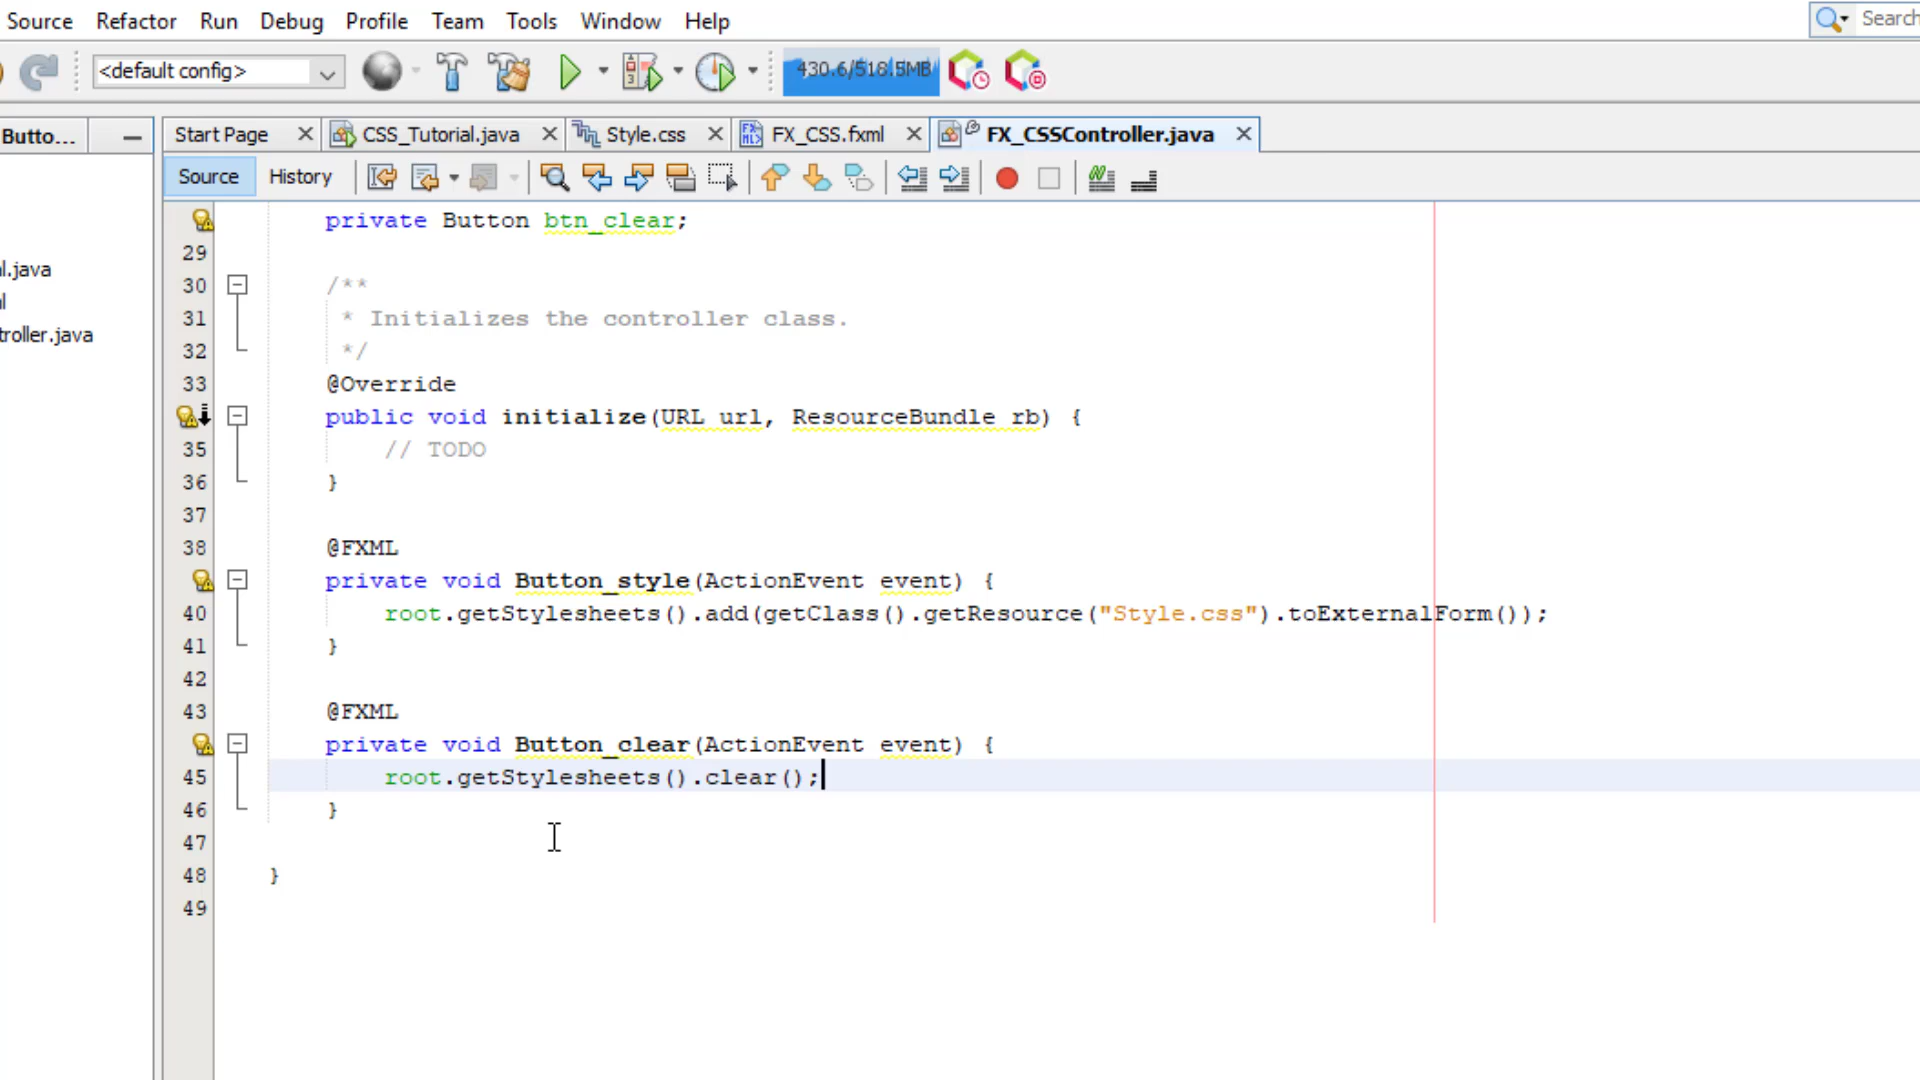 Source Refactor Run Debug Profile Team Tools Window Help
Search
<default config>
430.6/518.5MB
Butto...
Start Page CSS_Tutorial.java Style.css FX_CSS.fxml FX_CSSController.java
Source History
l.java
l
troller.java
private Button btn_clear;
29
30 /**
31 * Initializes the controller class.
32 */
33 @Override
public void initialize(URL url, ResourceBundle rb) {
35 // TODO
36 }
37
38 @FXML
private void Button_style(ActionEvent event) {
40 root.getStylesheets().add(getClass().getResource("Style.css").toExternalForm());
41 }
42
43 @FXML
private void Button_clear(ActionEvent event) {
45 root.getStylesheets().clear();
46 }
47
48 }
49